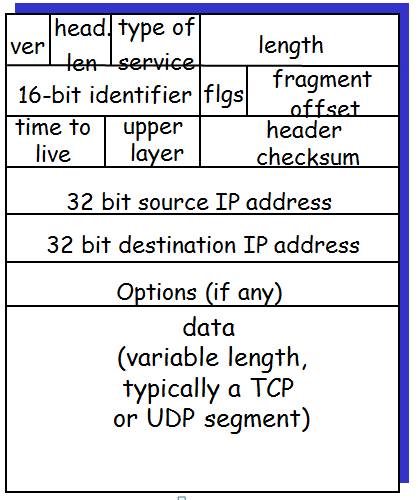 ver head. len type of service length
16-bit identifier flgs fragment offset
time to live upper layer header checksum
32 bit source IP address
32 bit destination IP address
Options (if any)
data
(variable length,
typically a TCP
or UDP segment)